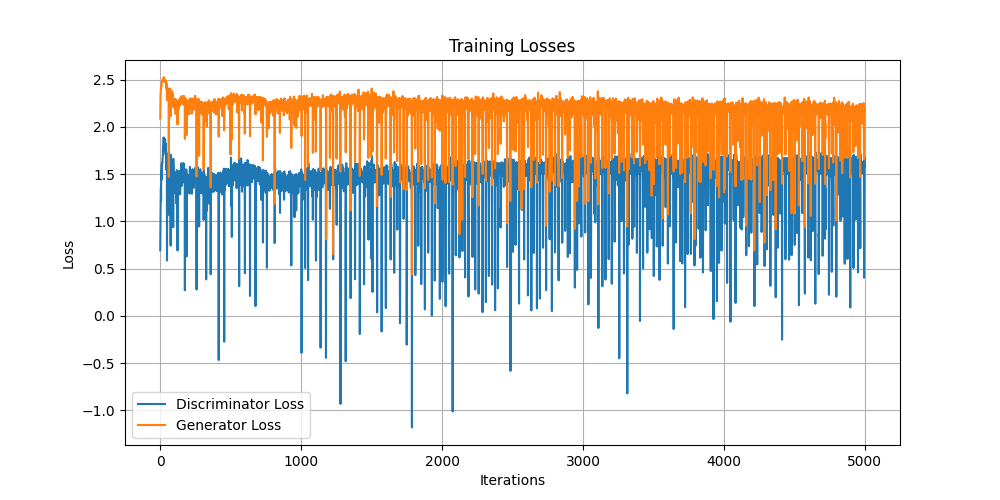 Training Losses
2.5
2.0
1.5
1.0
0.5
0.0
−0.5
−1.0
Loss
Discriminator Loss
Generator Loss
0 1000 2000 3000 4000 5000
Iterations